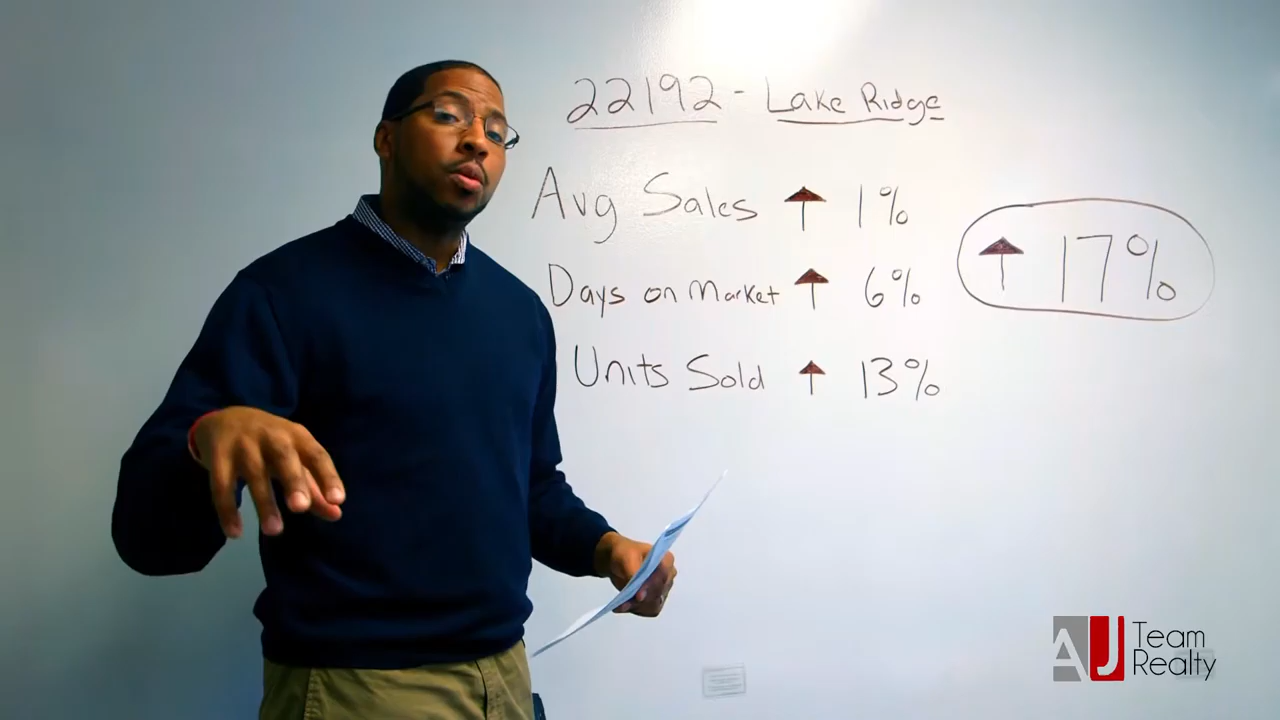 22192 - Lake Ridge
Avg Sales ↑ 1%
↑ 17%
Days on Market ↑ 6%
Units Sold ↑ 13%
AJ Team
Realty